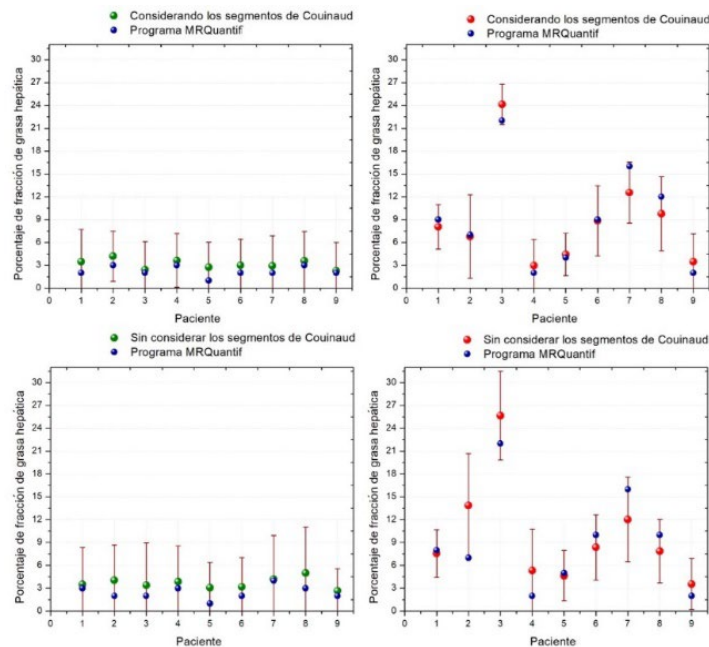 Considerando los segmentos de Couinaud
Programa MRQuantif
Porcentaje de fracción de grasa hepática
30
27
24
21
18
15
12
9
6
3
0
0 1 2 3 4 5 6 7 8 9
Paciente
Considerando los segmentos de Couinaud
Programa MRQuantif
Porcentaje de fracción de grasa hepática
30
27
24
21
18
15
12
9
6
3
0
0 1 2 3 4 5 6 7 8 9
Paciente
Sin considerar los segmentos de Couinaud
Programa MRQuantif
Porcentaje de fracción de grasa hepática
30
27
24
21
18
15
12
9
6
3
0
0 1 2 3 4 5 6 7 8 9
Paciente
Sin considerar los segmentos de Couinaud
Programa MRQuantif
Porcentaje de fracción de grasa hepática
30
27
24
21
18
15
12
9
6
3
0
0 1 2 3 4 5 6 7 8 9
Paciente